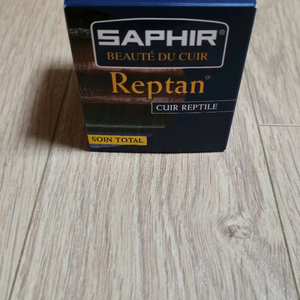 SAPHIR
BEAUTÉ DU CUIR
Reptan®
CUIR REPTILE
SOIN TOTAL